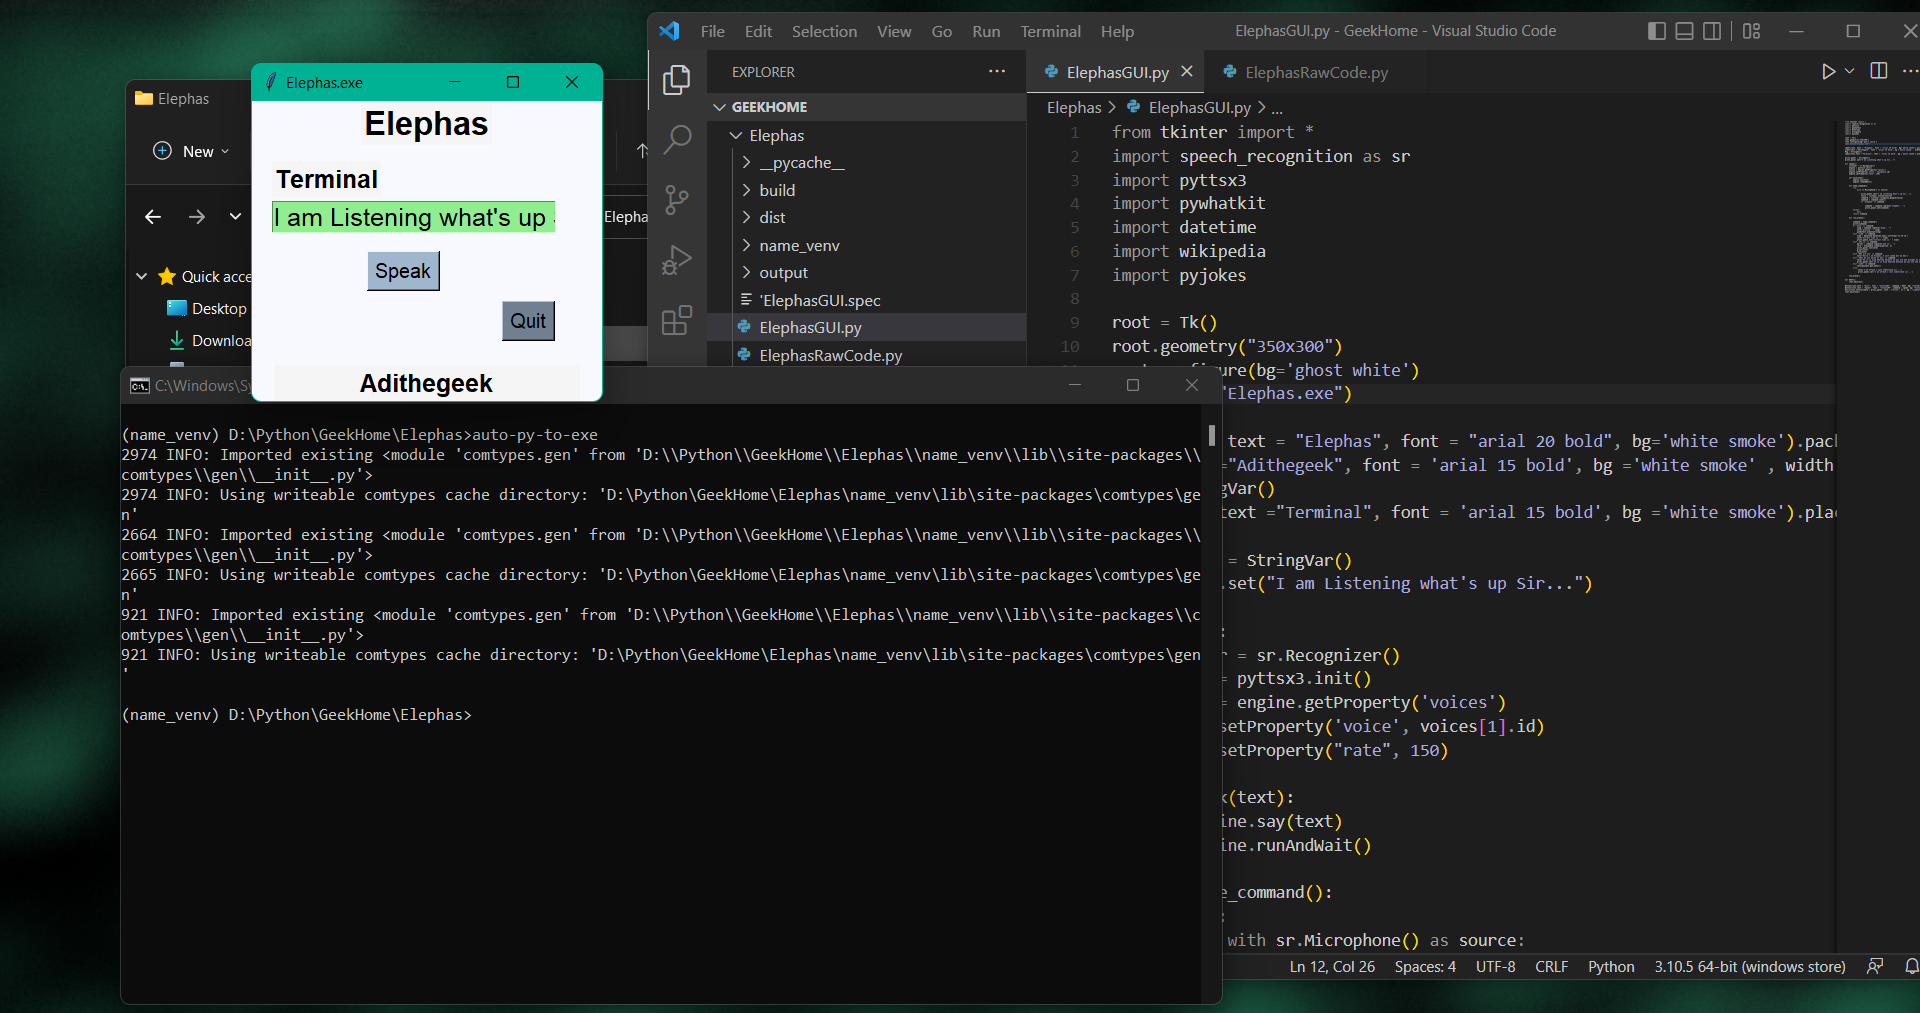 File Edit Selection View Go Run Terminal Help
ElephasGUI.py - GeekHome - Visual Studio Code
Elephas
New
Elepha
Quick acce
Desktop
Downloa
Elephas.exe
Elephas
Terminal
I am Listening what's up
Speak
Quit
Adithegeek
EXPLORER
GEEKHOME
Elephas
__pycache__
build
dist
name_venv
output
'ElephasGUI.spec
ElephasGUI.py
ElephasRawCode.py
ElephasGUI.py
ElephasRawCode.py
Elephas > ElephasGUI.py > ...
1 from tkinter import *
2 import speech_recognition as sr
3 import pyttsx3
4 import pywhatkit
5 import datetime
6 import wikipedia
7 import pyjokes
8
9 root = Tk()
10 root.geometry("350x300")
ure(bg='ghost white')
"Elephas.exe")
text = "Elephas", font = "arial 20 bold", bg='white smoke').pac
="Adithegeek", font = 'arial 15 bold', bg ='white smoke' , width
gVar()
text ="Terminal", font = 'arial 15 bold', bg ='white smoke').pla
= StringVar()
.set("I am Listening what's up Sir...")
:
r = sr.Recognizer()
= pyttsx3.init()
= engine.getProperty('voices')
setProperty('voice', voices[1].id)
setProperty("rate", 150)
k(text):
ine.say(text)
ine.runAndWait()
e_command():
:
with sr.Microphone() as source:
Ln 12, Col 26 Spaces: 4 UTF-8 CRLF Python 3.10.5 64-bit (windows store)
C:\Windows\Sy
(name_venv) D:\Python\GeekHome\Elephas>auto-py-to-exe
2974 INFO: Imported existing <module 'comtypes.gen' from 'D:\\Python\\GeekHome\\Elephas\\name_venv\\lib\\site-packages\\
comtypes\\gen\\__init__.py'>
2974 INFO: Using writeable comtypes cache directory: 'D:\Python\GeekHome\Elephas\name_venv\lib\site-packages\comtypes\ge
n'
2664 INFO: Imported existing <module 'comtypes.gen' from 'D:\\Python\\GeekHome\\Elephas\\name_venv\\lib\\site-packages\\
comtypes\\gen\\__init__.py'>
2665 INFO: Using writeable comtypes cache directory: 'D:\Python\GeekHome\Elephas\name_venv\lib\site-packages\comtypes\ge
n'
921 INFO: Imported existing <module 'comtypes.gen' from 'D:\\Python\\GeekHome\\Elephas\\name_venv\\lib\\site-packages\\c
omtypes\\gen\\__init__.py'>
921 INFO: Using writeable comtypes cache directory: 'D:\Python\GeekHome\Elephas\name_venv\lib\site-packages\comtypes\gen
'
(name_venv) D:\Python\GeekHome\Elephas>